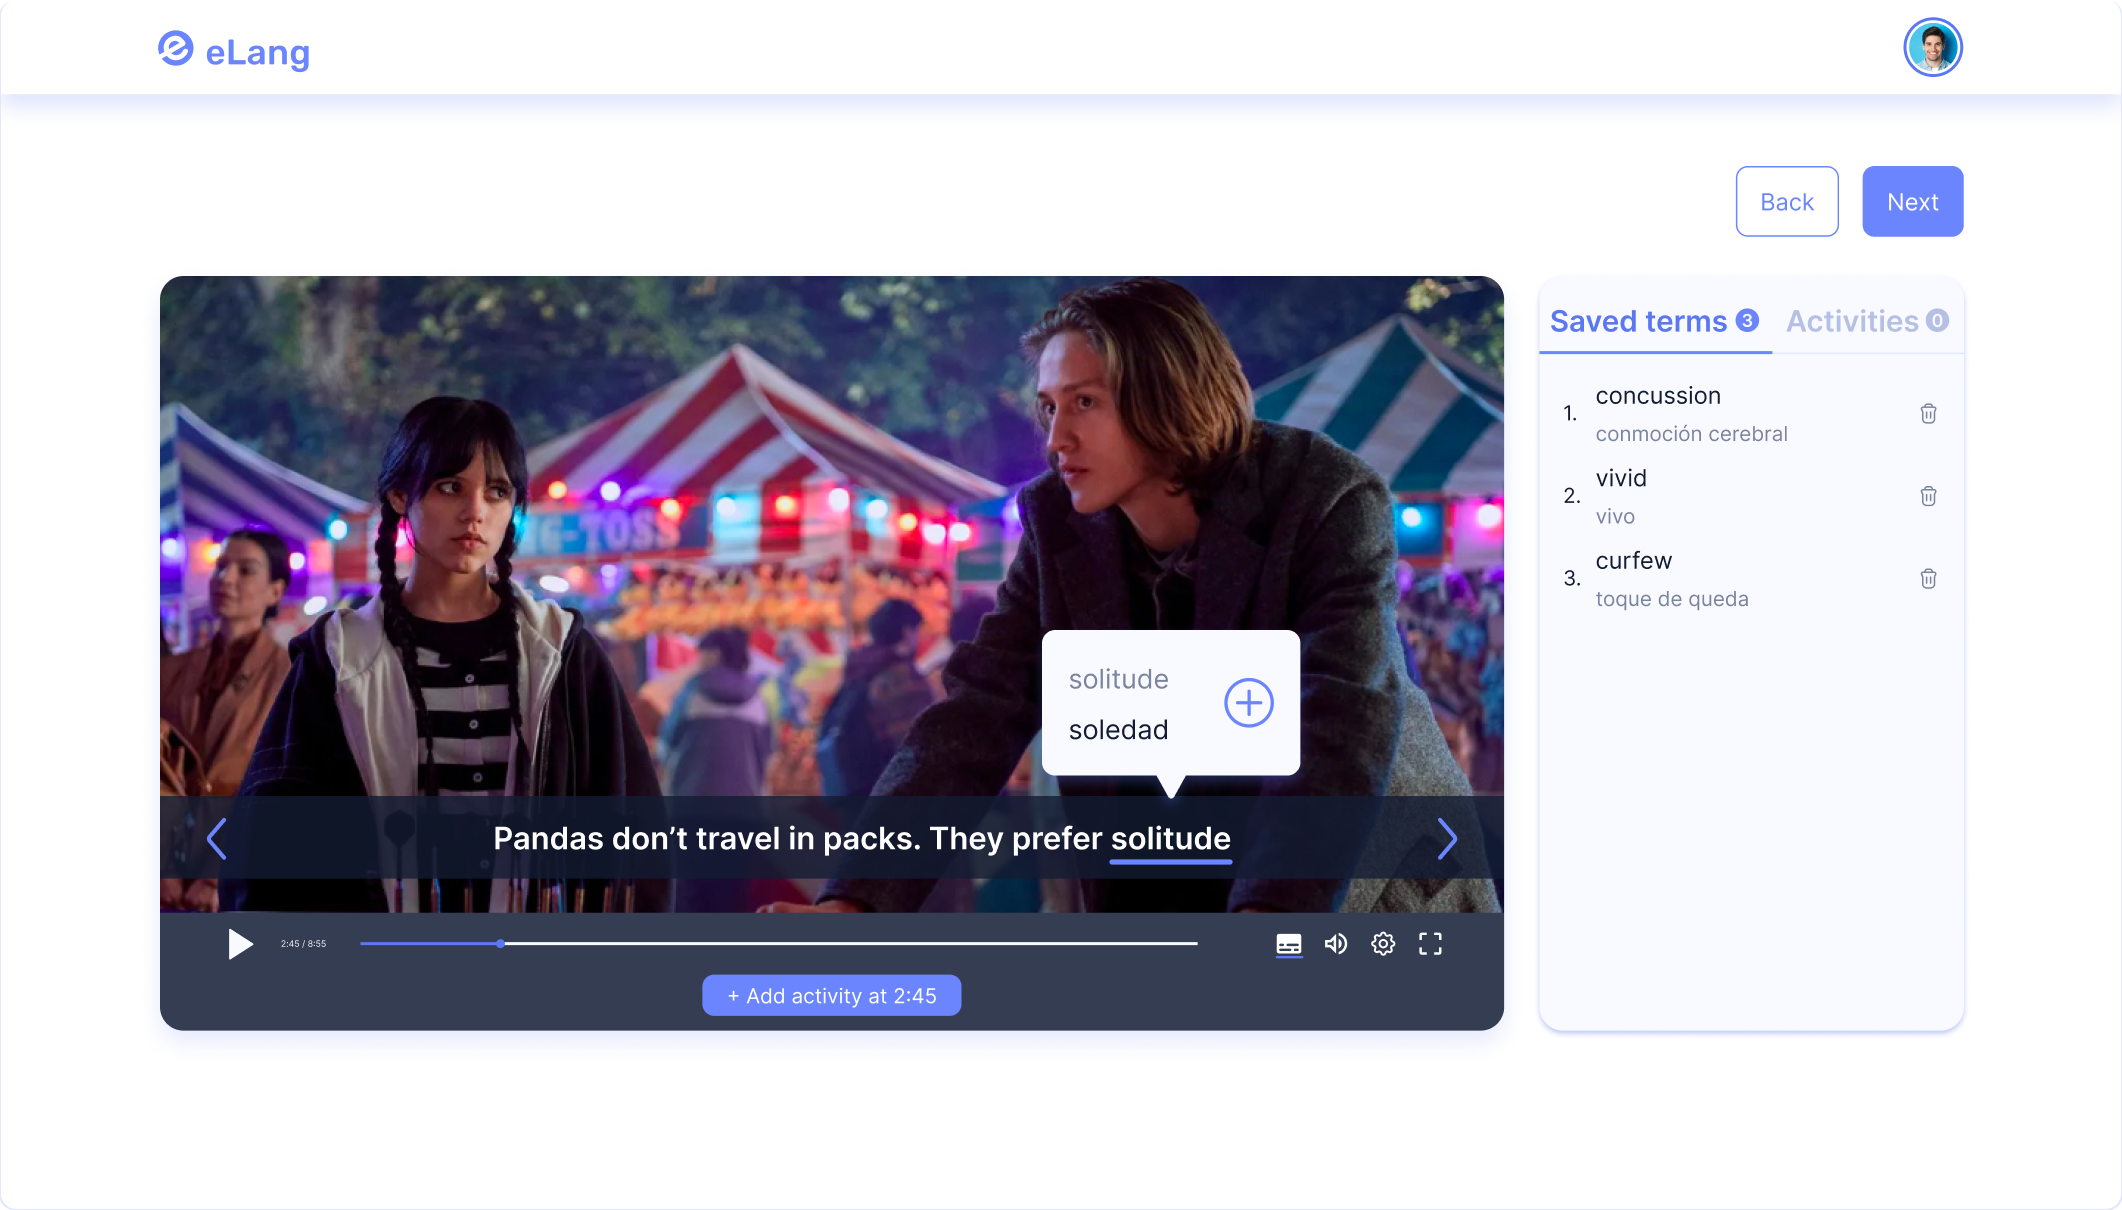 eLang
Back
Next
Saved terms 3
Activities 0
1.
concussion
conmoción cerebral
2.
vivid
vivo
3.
curfew
toque de queda
TOSS
solitude
soledad
Pandas don’t travel in packs. They prefer solitude
2:45 / 8:55
+ Add activity at 2:45